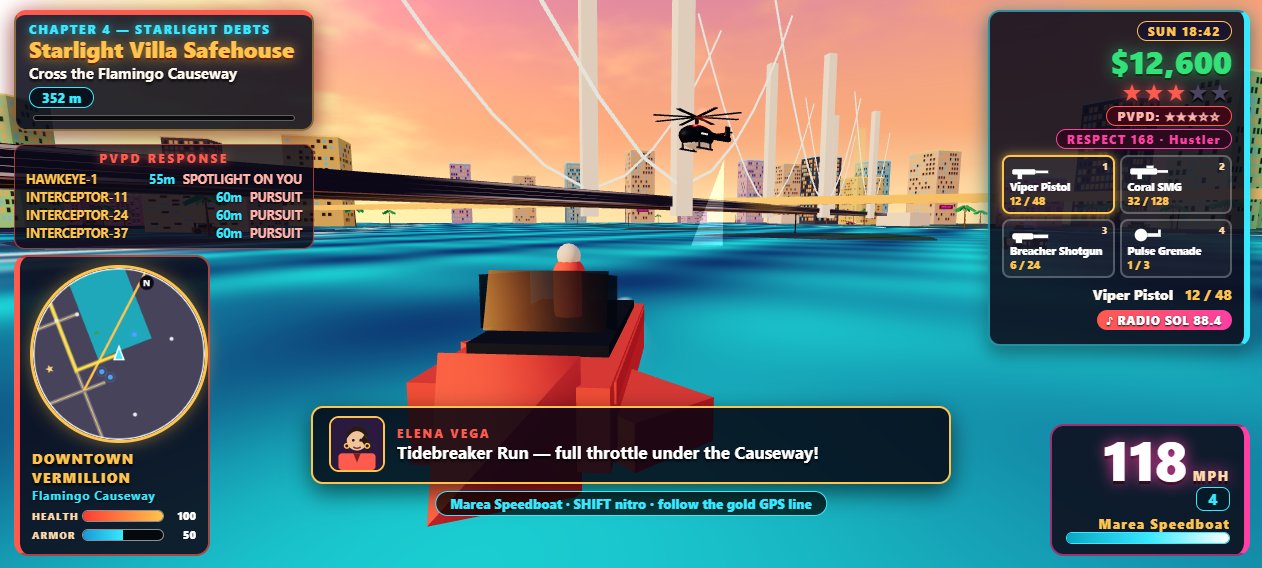 CHAPTER 4 — STARLIGHT DEBTS
Starlight Villa Safehouse
Cross the Flamingo Causeway
352 m
PVPD RESPONSE
HAWKEYE-1 55m SPOTLIGHT ON YOU
INTERCEPTOR-11 60m PURSUIT
INTERCEPTOR-24 60m PURSUIT
INTERCEPTOR-37 60m PURSUIT
N
DOWNTOWN
VERMILLION
Flamingo Causeway
HEALTH 100
ARMOR 50
SUN 18:42
$12,600
★★★★★
PVPD: ★★★☆☆
RESPECT 168 · Hustler
1
Viper Pistol
12 / 48
2
Coral SMG
32 / 128
3
Breacher Shotgun
6 / 24
4
Pulse Grenade
1 / 3
Viper Pistol 12 / 48
♪ RADIO SOL 88.4
ELENA VEGA
Tidebreaker Run — full throttle under the Causeway!
Marea Speedboat · SHIFT nitro · follow the gold GPS line
118 MPH
4
Marea Speedboat